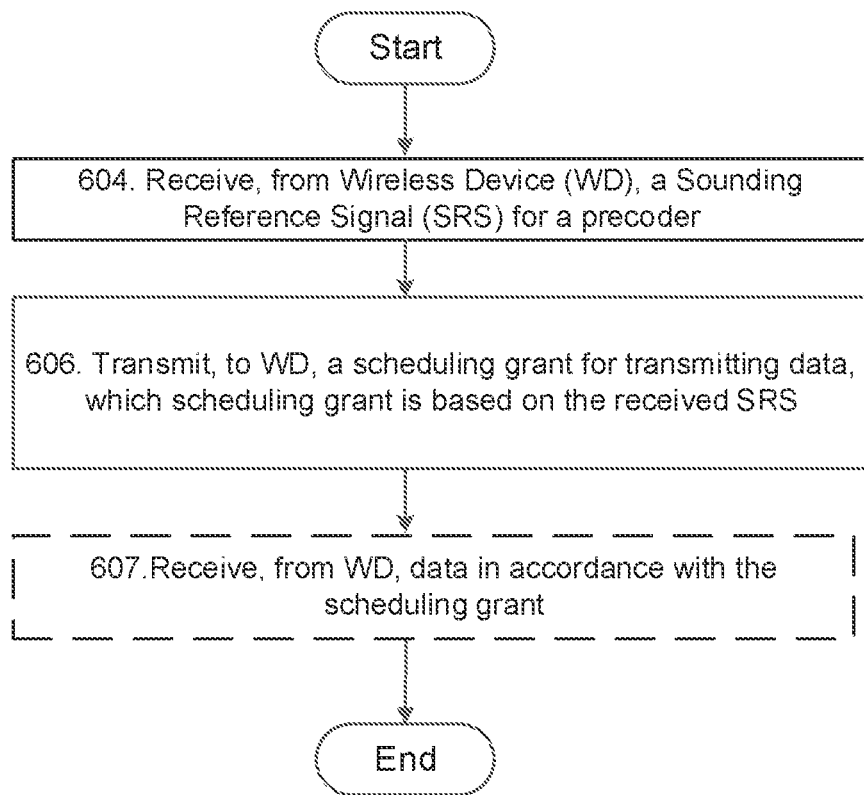 Start
604. Receive, from Wireless Device (WD), a Sounding
Reference Signal (SRS) for a precoder
606. Transmit, to WD, a scheduling grant for transmitting data,
which scheduling grant is based on the received SRS
607.Receive, from WD, data in accordance with the
scheduling grant
End